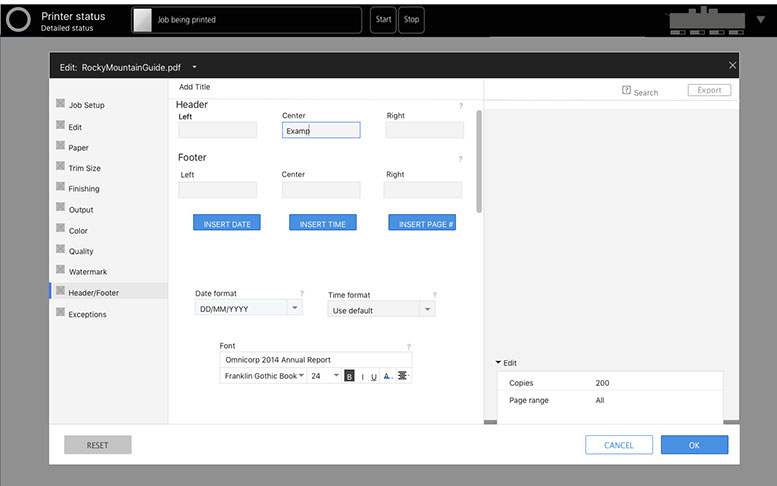 Printer status
Detailed status
Job being printed
Start
Stop
Edit: RockyMountainGuide.pdf
Job Setup
Edit
Paper
Trim Size
Finishing
Output
Color
Quality
Watermark
Header/Footer
Exceptions
Add Title
Header
?
Left
Center
Right
Examp
Footer
?
Left
Center
Right
INSERT DATE
INSERT TIME
INSERT PAGE #
Date format
?
Time format
?
DD/MM/YYYY
Use default
Font
?
Omnicorp 2014 Annual Report
Franklin Gothic Book
24
B
I
U
A
? Search
Export
Edit
Copies 200
Page range All
RESET
CANCEL
OK